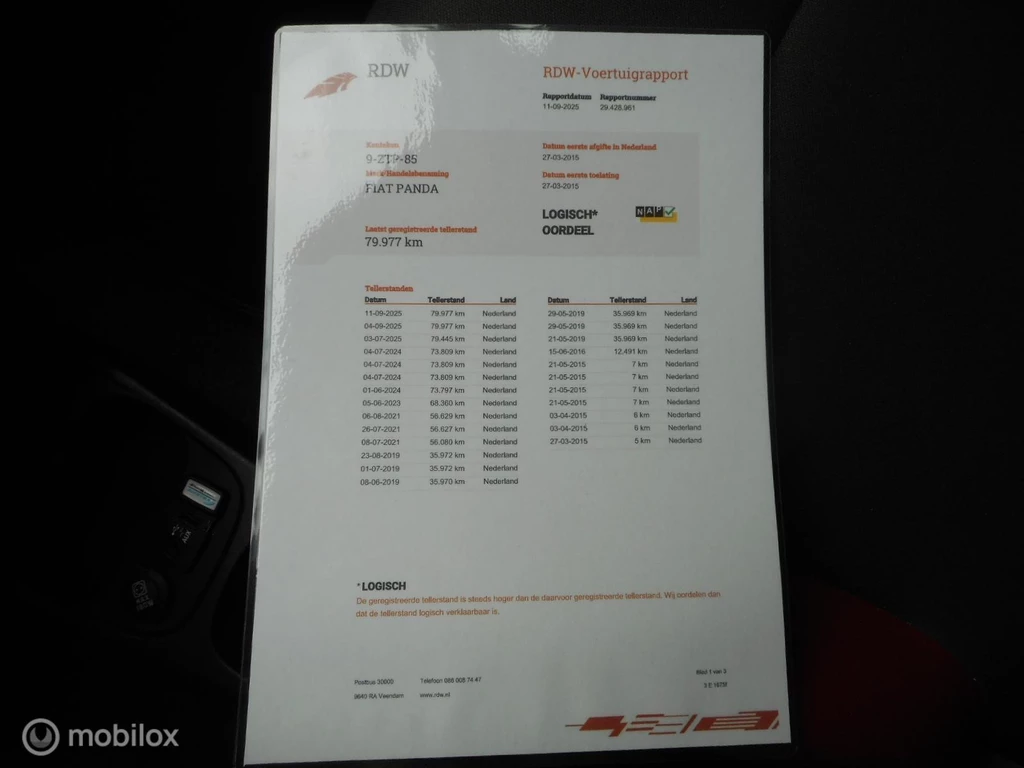 RDW
RDW-Voertuigrapport
Rapportdatum Rapportnummer
11-09-2025 29.428.961
Kenteken
9-ZTP-85
Merk/Handelsbenaming
FIAT PANDA
Datum eerste afgifte in Nederland
27-03-2015
Datum eerste toelating
27-03-2015
LOGISCH*
OORDEEL
NAP
Laatst geregistreerde tellerstand
79.977 km
Tellerstanden
Datum Tellerstand Land
11-09-2025 79.977 km Nederland
04-09-2025 79.977 km Nederland
03-07-2025 79.445 km Nederland
04-07-2024 73.809 km Nederland
04-07-2024 73.809 km Nederland
04-07-2024 73.809 km Nederland
01-06-2024 73.797 km Nederland
05-06-2023 68.360 km Nederland
06-08-2021 56.629 km Nederland
26-07-2021 56.627 km Nederland
08-07-2021 56.080 km Nederland
23-08-2019 35.972 km Nederland
01-07-2019 35.972 km Nederland
08-06-2019 35.970 km Nederland
Datum Tellerstand Land
29-05-2019 35.969 km Nederland
29-05-2019 35.969 km Nederland
21-05-2019 35.969 km Nederland
15-06-2016 12.491 km Nederland
21-05-2015 7 km Nederland
21-05-2015 7 km Nederland
21-05-2015 7 km Nederland
21-05-2015 7 km Nederland
03-04-2015 6 km Nederland
03-04-2015 6 km Nederland
27-03-2015 5 km Nederland
*LOGISCH
De geregistreerde tellerstand is steeds hoger dan de daarvoor geregistreerde tellerstand. Wij oordelen dan
dat de tellerstand logisch verklaarbaar is.
Postbus 30000 Telefoon 088 008 74 47
9640 RA Veendam www.rdw.nl
Blad 1 van 3
AUX
mobilox